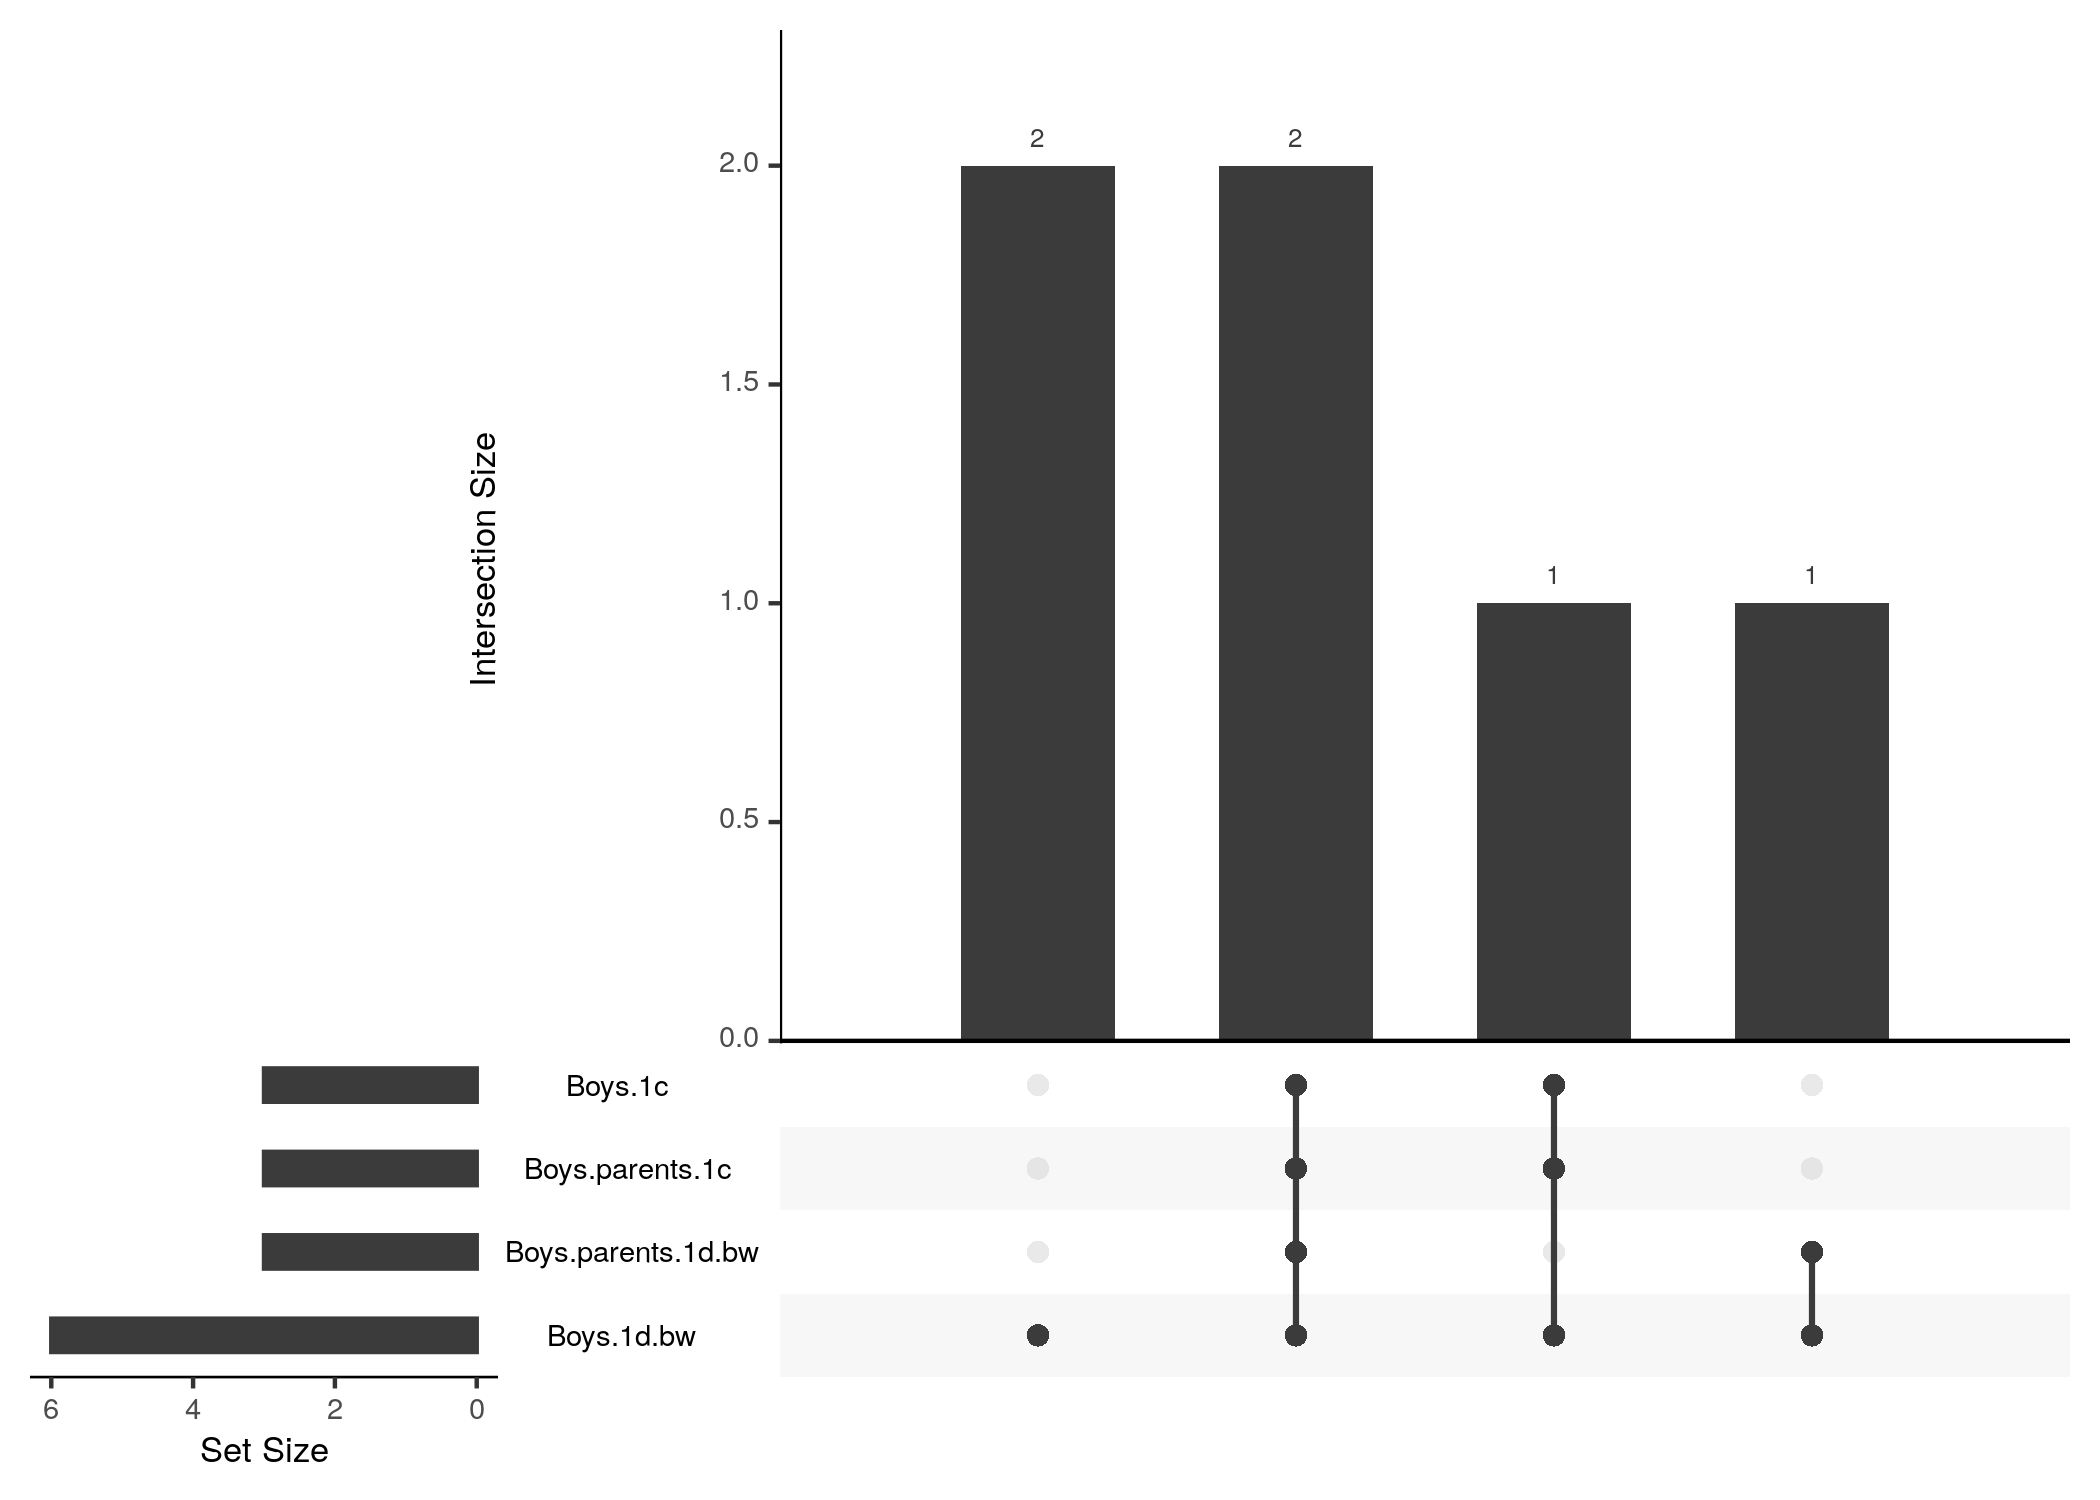 2
2
2.0
1.5
1
1
1.0
Intersection Size
0.5
0.0
Boys.1c
Boys.parents.1c
Boys.parents.1d.bw
Boys.1d.bw
6 4 2 0
Set Size